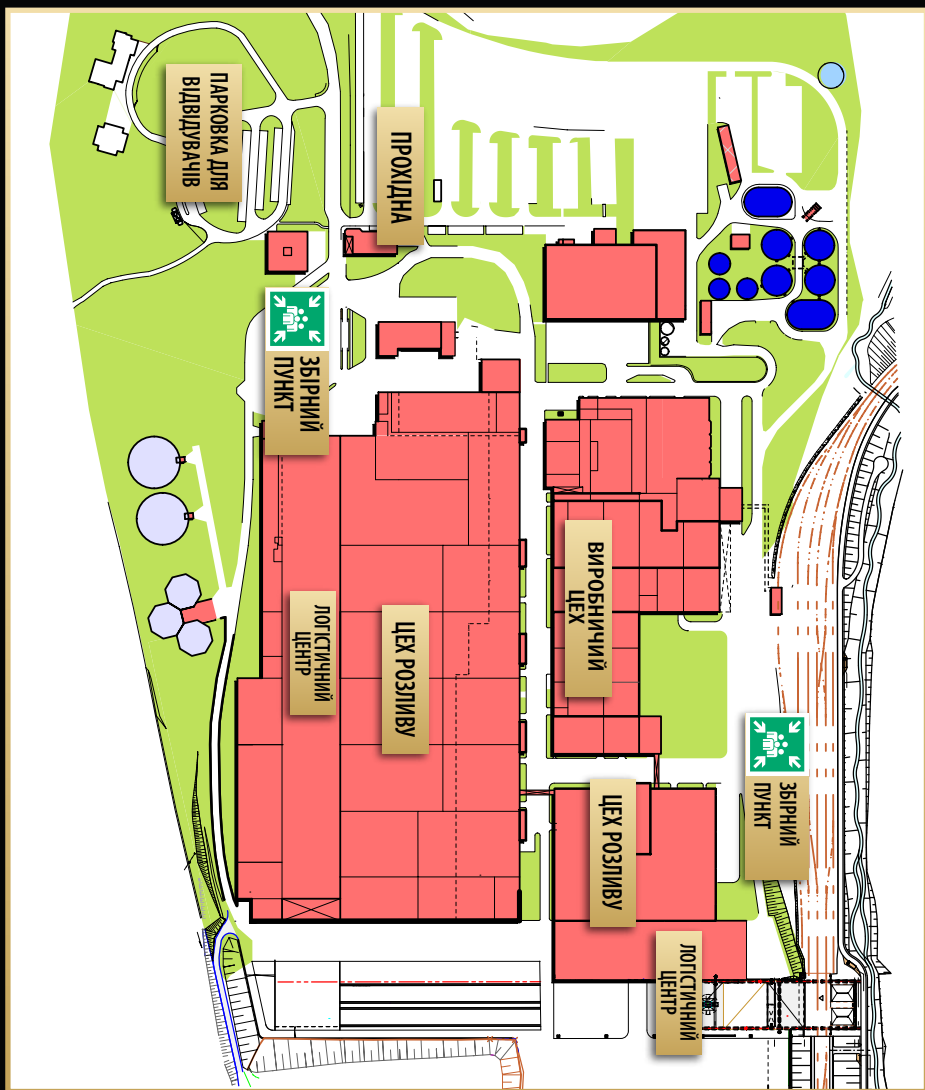 ПАРКОВКА ДЛЯ
ВІДВІДУВАЧІВ
ПРОХІДНА
ЗБІРНИЙ
ПУНКТ
ЛОГІСТИЧНИЙ
ЦЕНТР
ЦЕХ РОЗЛИВУ
ВИРОБНИЧИЙ
ЦЕХ
ЗБІРНИЙ
ПУНКТ
ЦЕХ РОЗЛИВУ
ЛОГІСТИЧНИЙ
ЦЕНТР